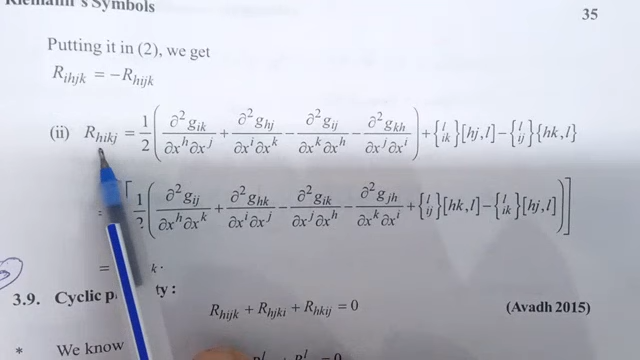 Riemann's Symbols
35
Putting it in (2), we get
R_{ihjk} = −R_{hijk}
(ii) R_{hikj} = 1/2 ( ∂²g_{ik}/∂x^h∂x^j + ∂²g_{hj}/∂x^i∂x^k − ∂²g_{ij}/∂x^k∂x^h − ∂²g_{kh}/∂x^j∂x^i ) + {l ik}[hj, l] − {l ij}{hk, l}
[ 1/2 ( ∂²g_{ij}/∂x^h∂x^k + ∂²g_{hk}/∂x^i∂x^j − ∂²g_{ik}/∂x^j∂x^h − ∂²g_{jh}/∂x^k∂x^i + {l ij}[hk, l] − {l ik}[hj, l] ) ]
= k.
3.9. Cyclic p ty :
R_{hijk} + R_{hjki} + R_{hkij} = 0 (Avadh 2015)
* We know